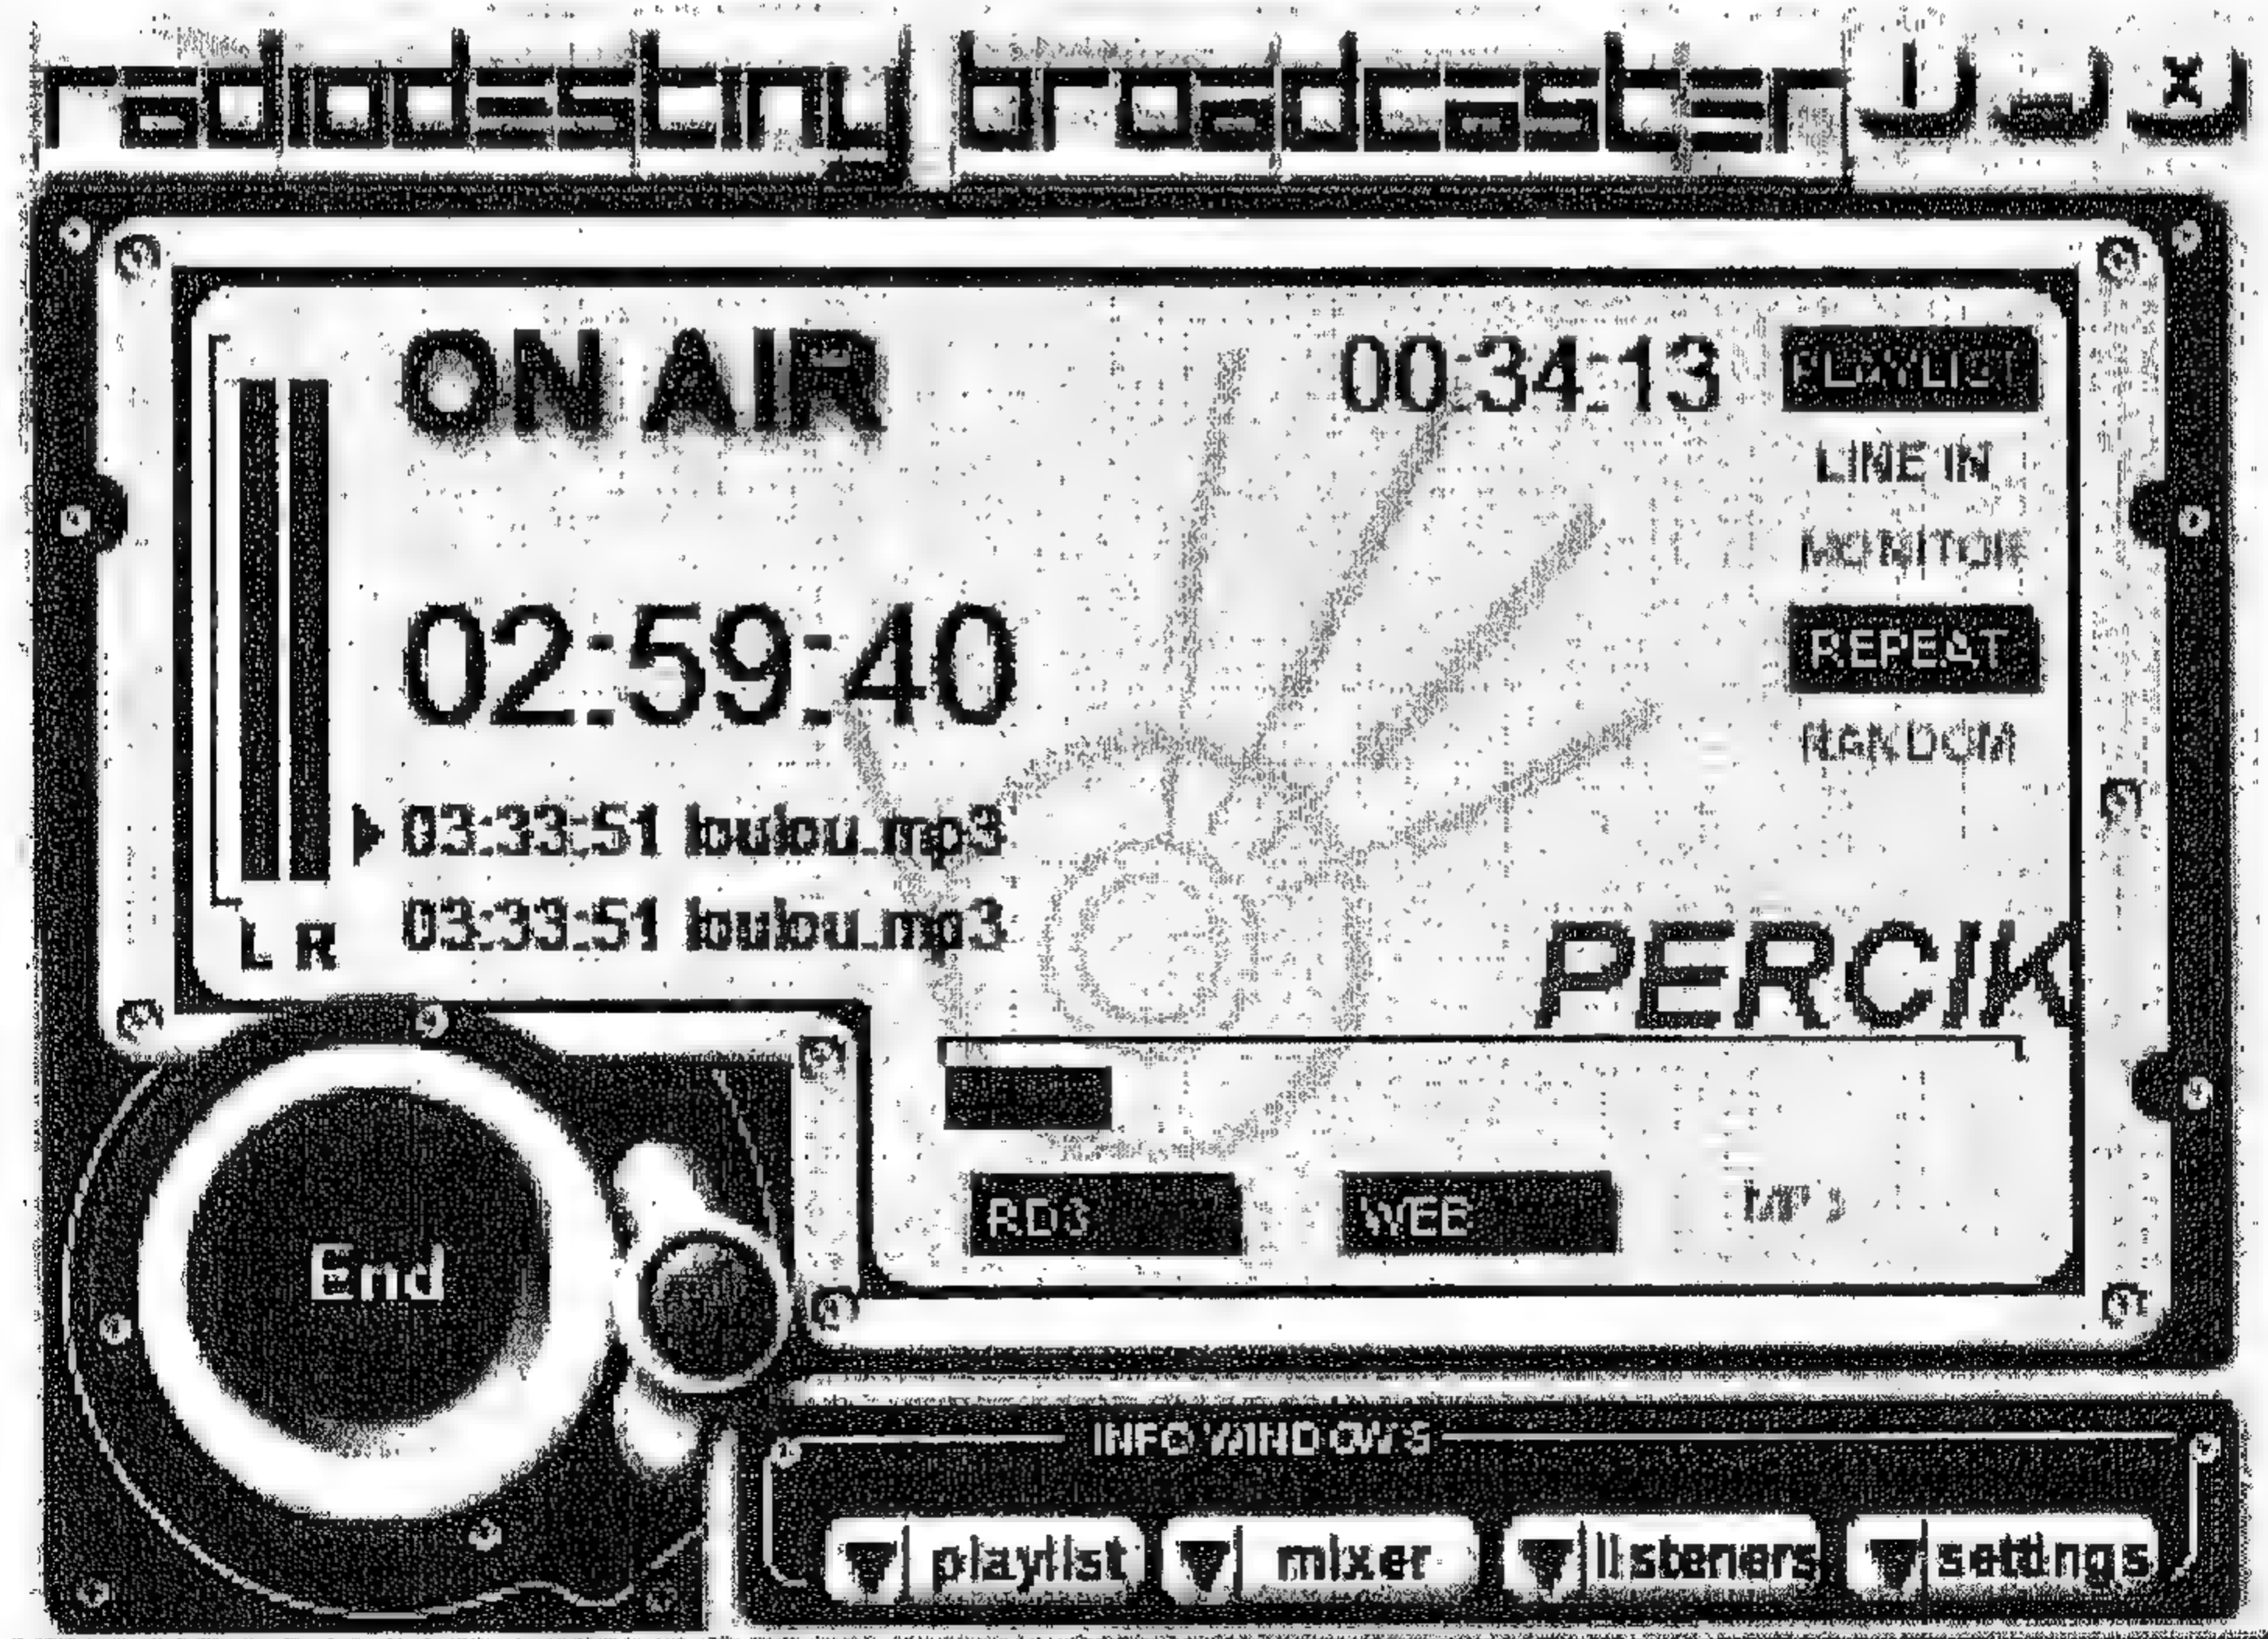 radiodestiny broadcaster
ON AIR
00:34:13
PLAYLIST
LINE IN
MONITOR
02:59:40
REPEAT
RANDOM
03:33:51 loulou.mp3
03:33:51 loulou.mp3
L R
PERCIK
RD3
WEB
MP3
End
INFO WINDOWS
playlist mixer listeners settings